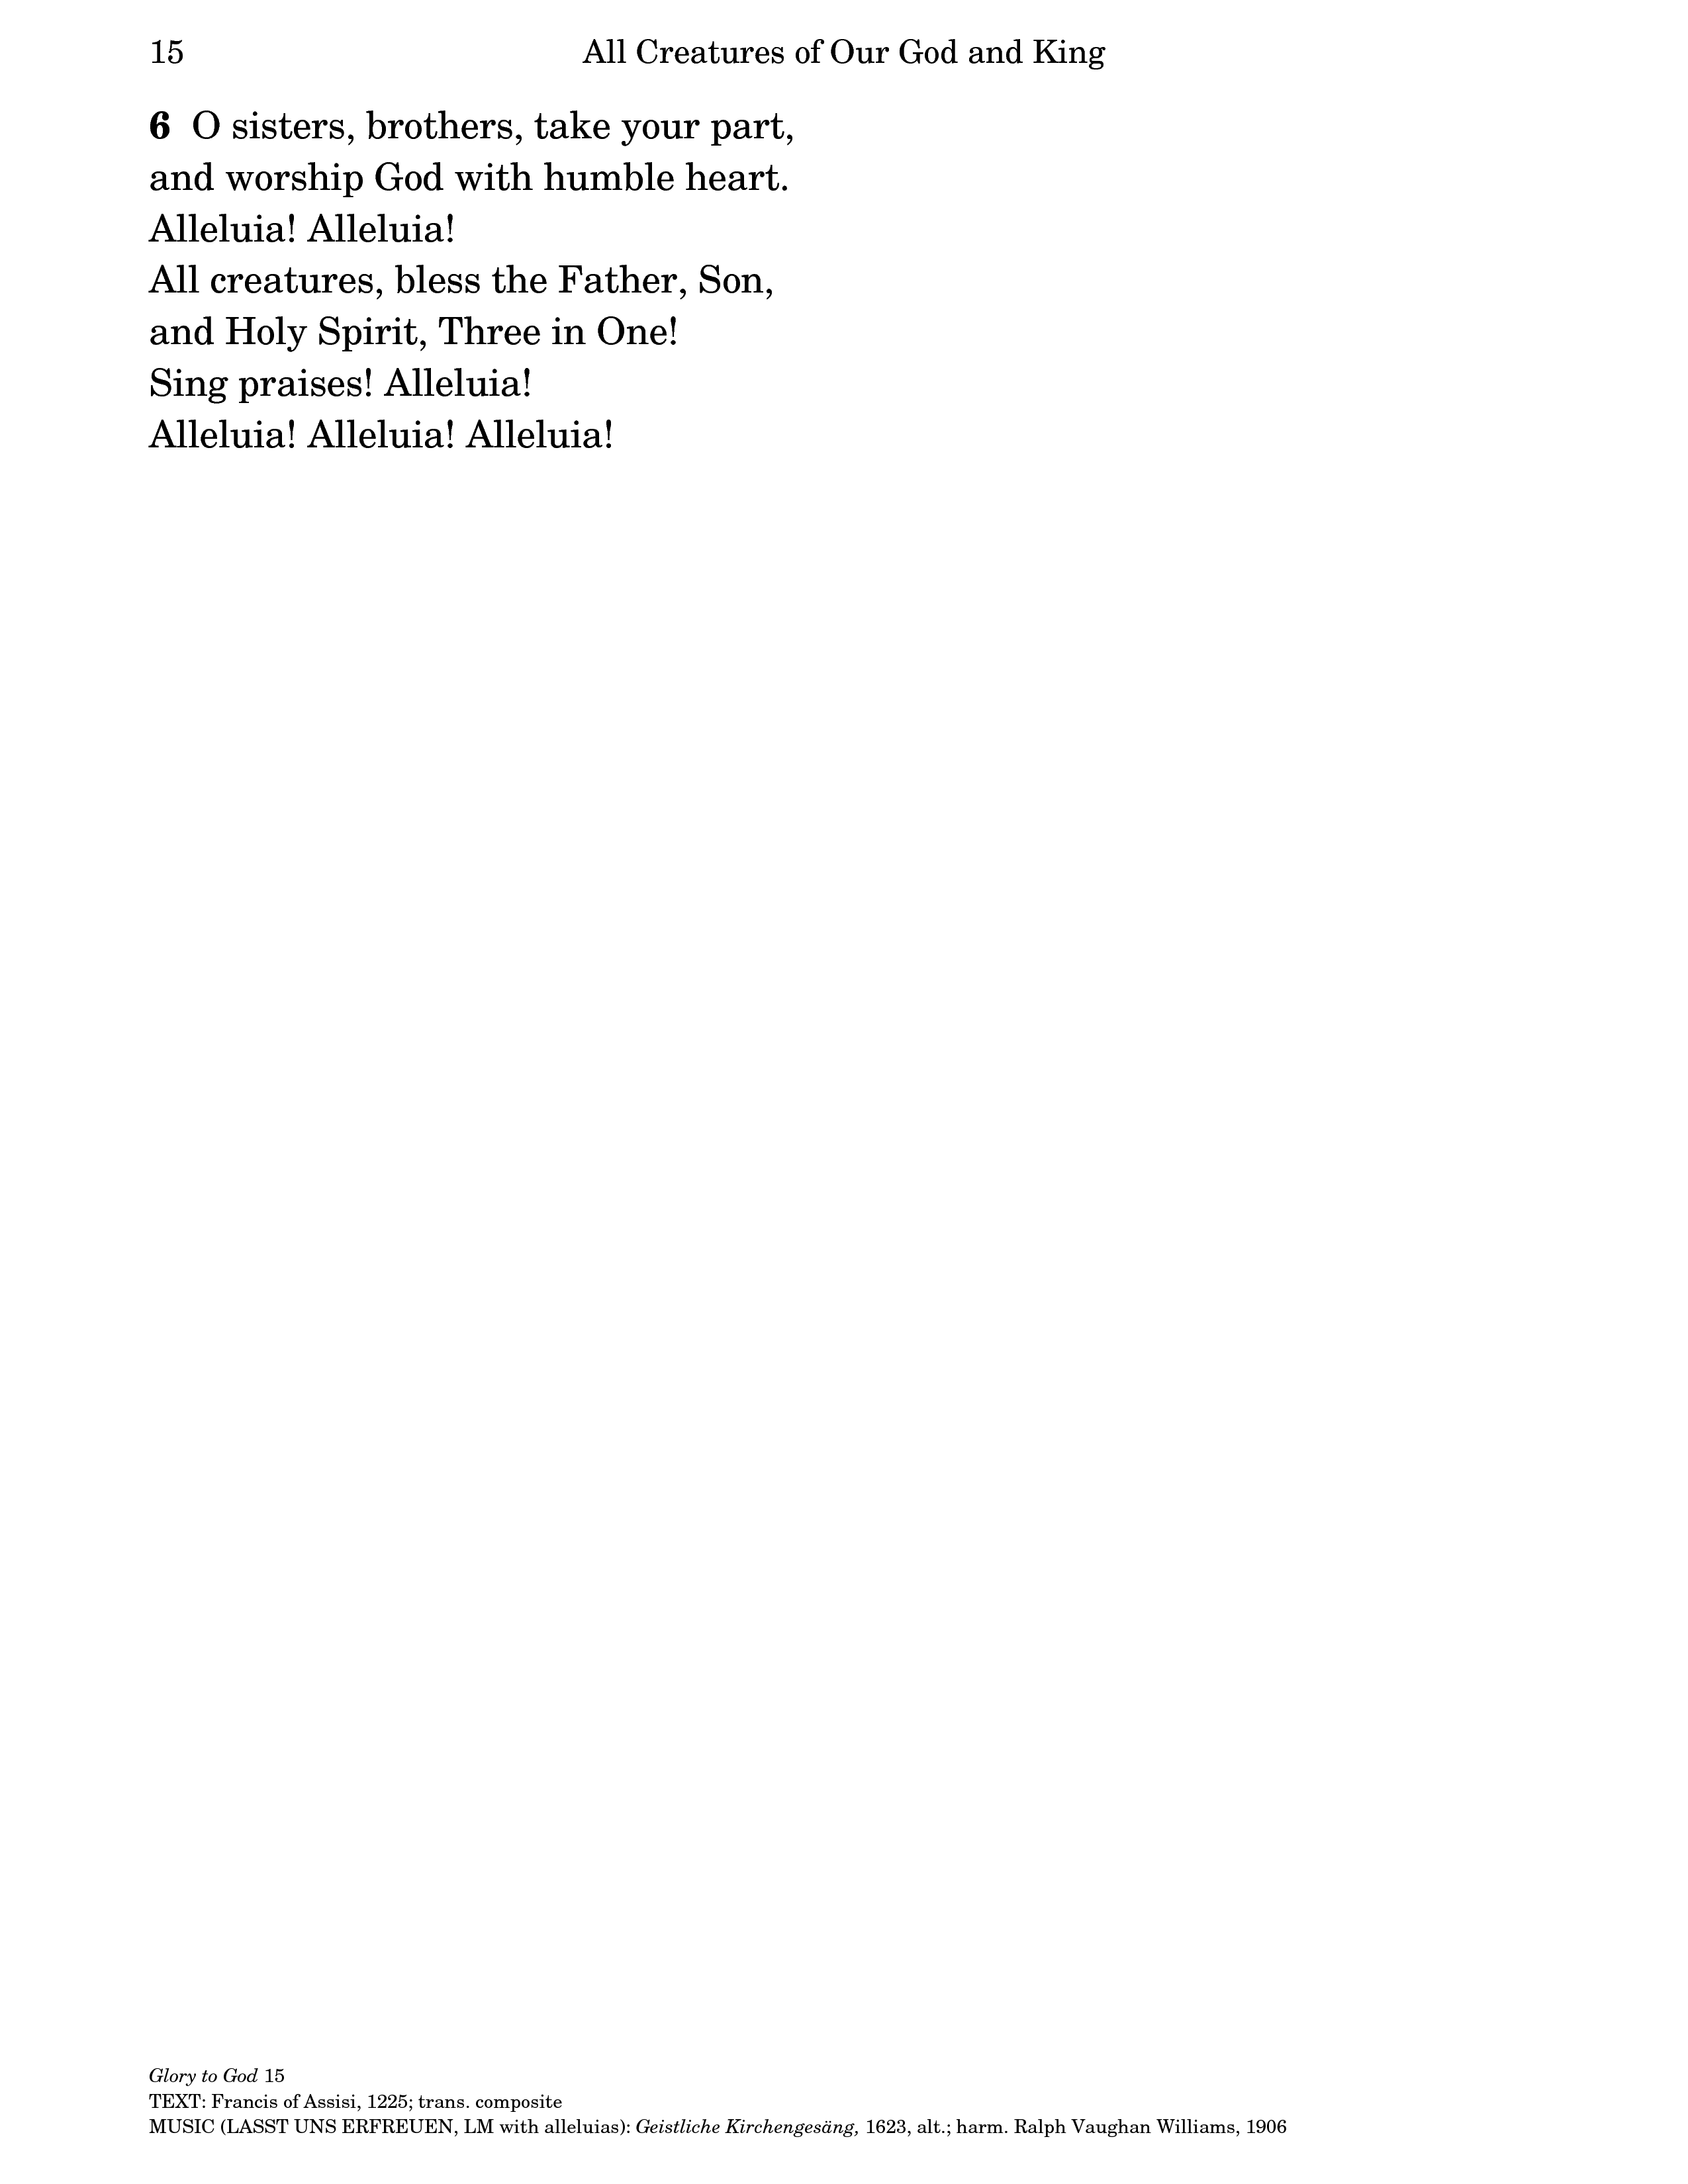 15 All Creatures of Our God and King
6 O sisters, brothers, take your part,
and worship God with humble heart.
Alleluia! Alleluia!
All creatures, bless the Father, Son,
and Holy Spirit, Three in One!
Sing praises! Alleluia!
Alleluia! Alleluia! Alleluia!
Glory to God 15
TEXT: Francis of Assisi, 1225; trans. composite
MUSIC (LASST UNS ERFREUEN, LM with alleluias): Geistliche Kirchengesäng, 1623, alt.; harm. Ralph Vaughan Williams, 1906